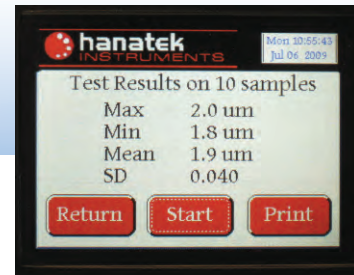 hanatek
INSTRUMENTS
Mon 10:55:43
Jul 06 2009
Test Results on 10 samples
Max 2.0 um
Min 1.8 um
Mean 1.9 um
SD 0.040
Return Start Print